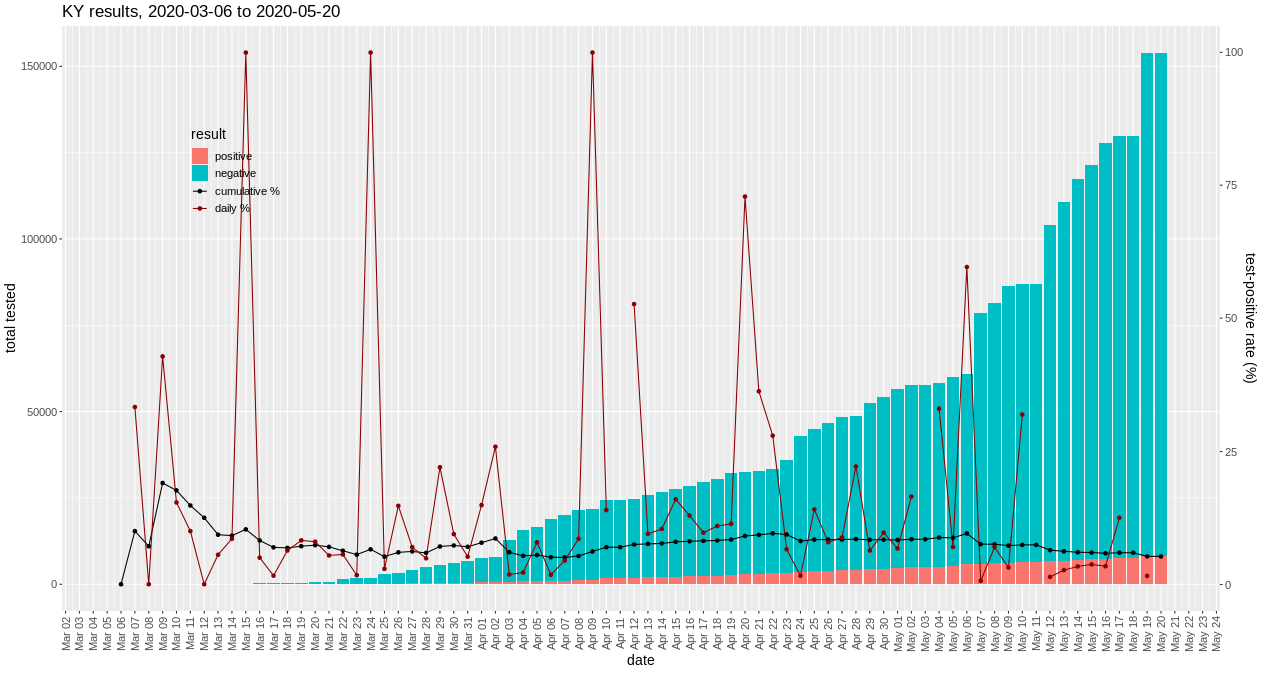 KY results, 2020-03-06 to 2020-05-20
150000
100000
50000
0
total tested
result
positive
negative
cumulative %
daily %
100
75
50
25
0
test-positive rate (%)
Mar 02
Mar 03
Mar 04
Mar 05
Mar 06
Mar 07
Mar 08
Mar 09
Mar 10
Mar 11
Mar 12
Mar 13
Mar 14
Mar 15
Mar 16
Mar 17
Mar 18
Mar 19
Mar 20
Mar 21
Mar 22
Mar 23
Mar 24
Mar 25
Mar 26
Mar 27
Mar 28
Mar 29
Mar 30
Mar 31
Apr 01
Apr 02
Apr 03
Apr 04
Apr 05
Apr 06
Apr 07
Apr 08
Apr 09
Apr 10
Apr 11
Apr 12
Apr 13
Apr 14
Apr 15
Apr 16
Apr 17
Apr 18
Apr 19
Apr 20
Apr 21
Apr 22
Apr 23
Apr 24
Apr 25
Apr 26
Apr 27
Apr 28
Apr 29
Apr 30
May 01
May 02
May 03
May 04
May 05
May 06
May 07
May 08
May 09
May 10
May 11
May 12
May 13
May 14
May 15
May 16
May 17
May 18
May 19
May 20
May 21
May 22
May 23
May 24
date